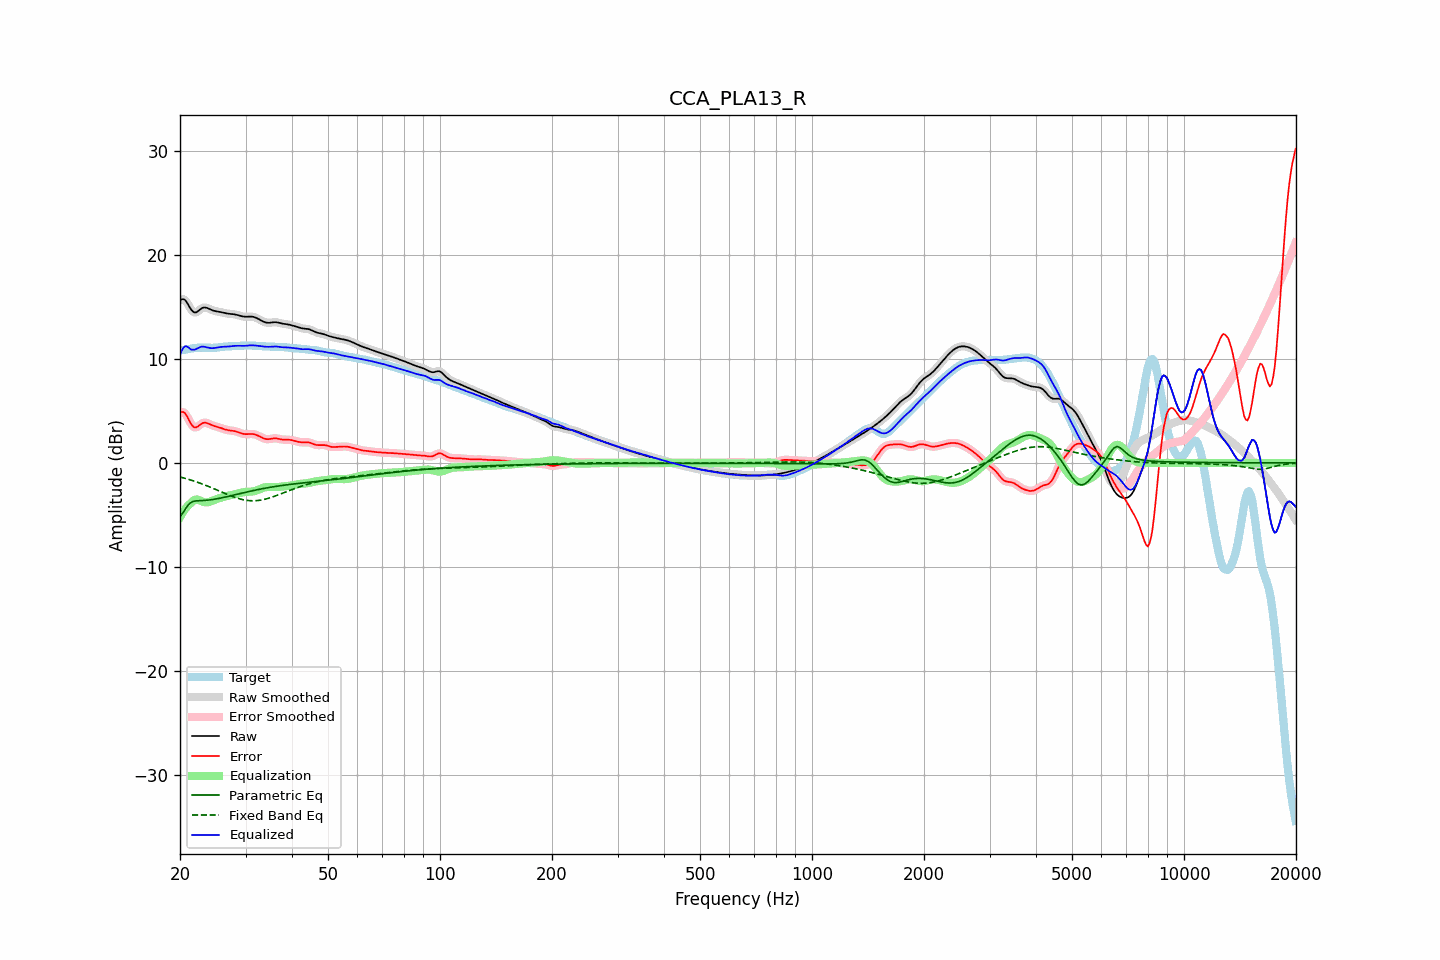 CCA_PLA13_R
Amplitude (dBr)
30
20
10
0
−10
−20
−30
Target
Raw Smoothed
Error Smoothed
Raw
Error
Equalization
Parametric Eq
Fixed Band Eq
Equalized
20 50 100 200 500 1000 2000 5000 10000 20000
Frequency (Hz)